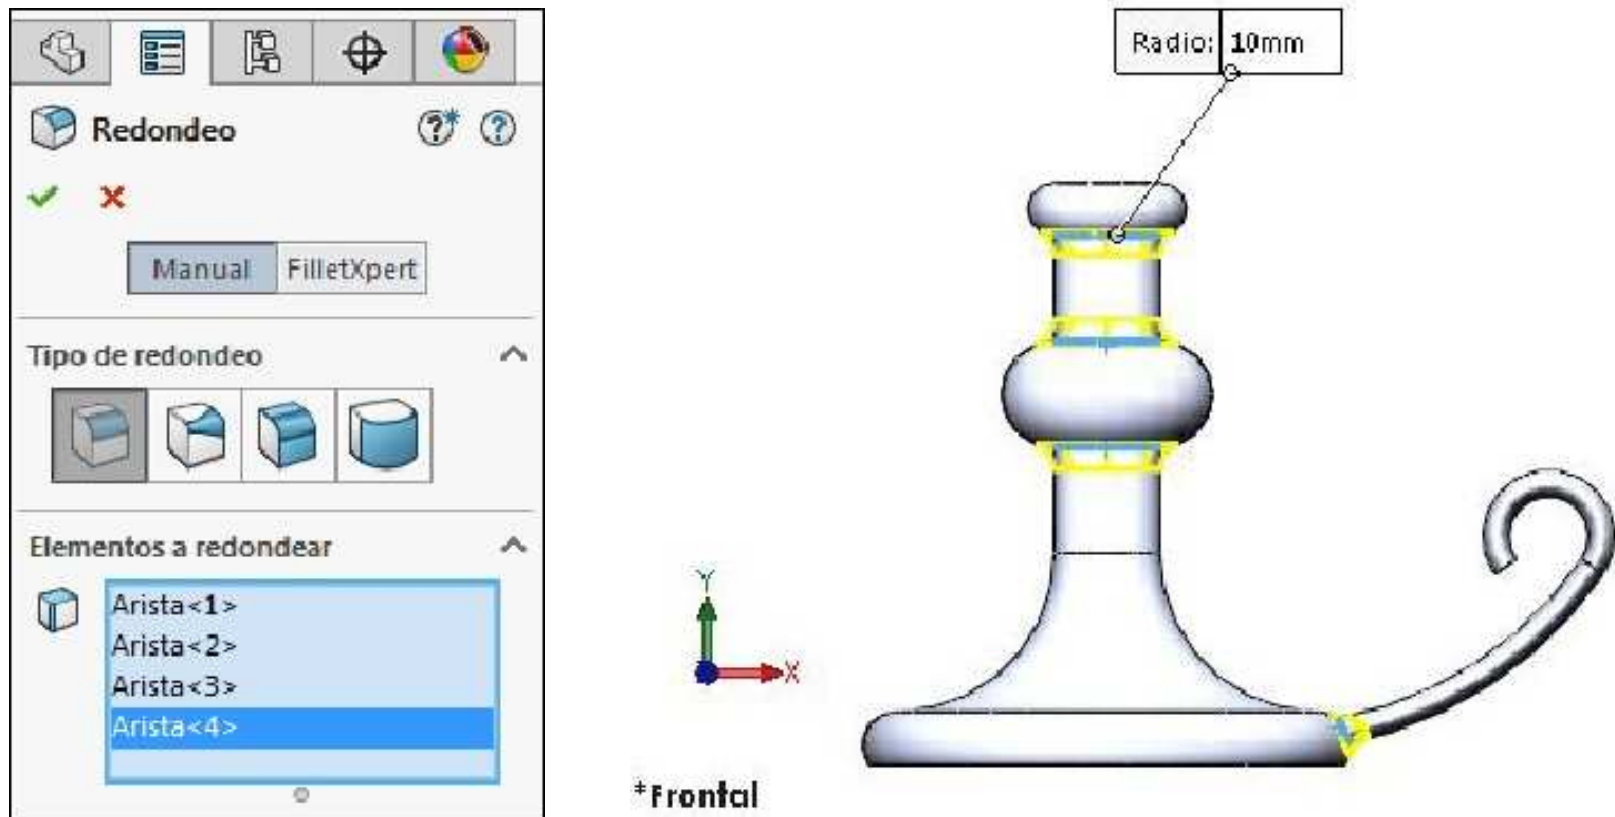 Redondeo
Manual FilletXpert
Tipo de redondeo
Elementos a redondear
Arista<1>
Arista<2>
Arista<3>
Arista<4>
Radio: 10mm
Y
X
*Frontal